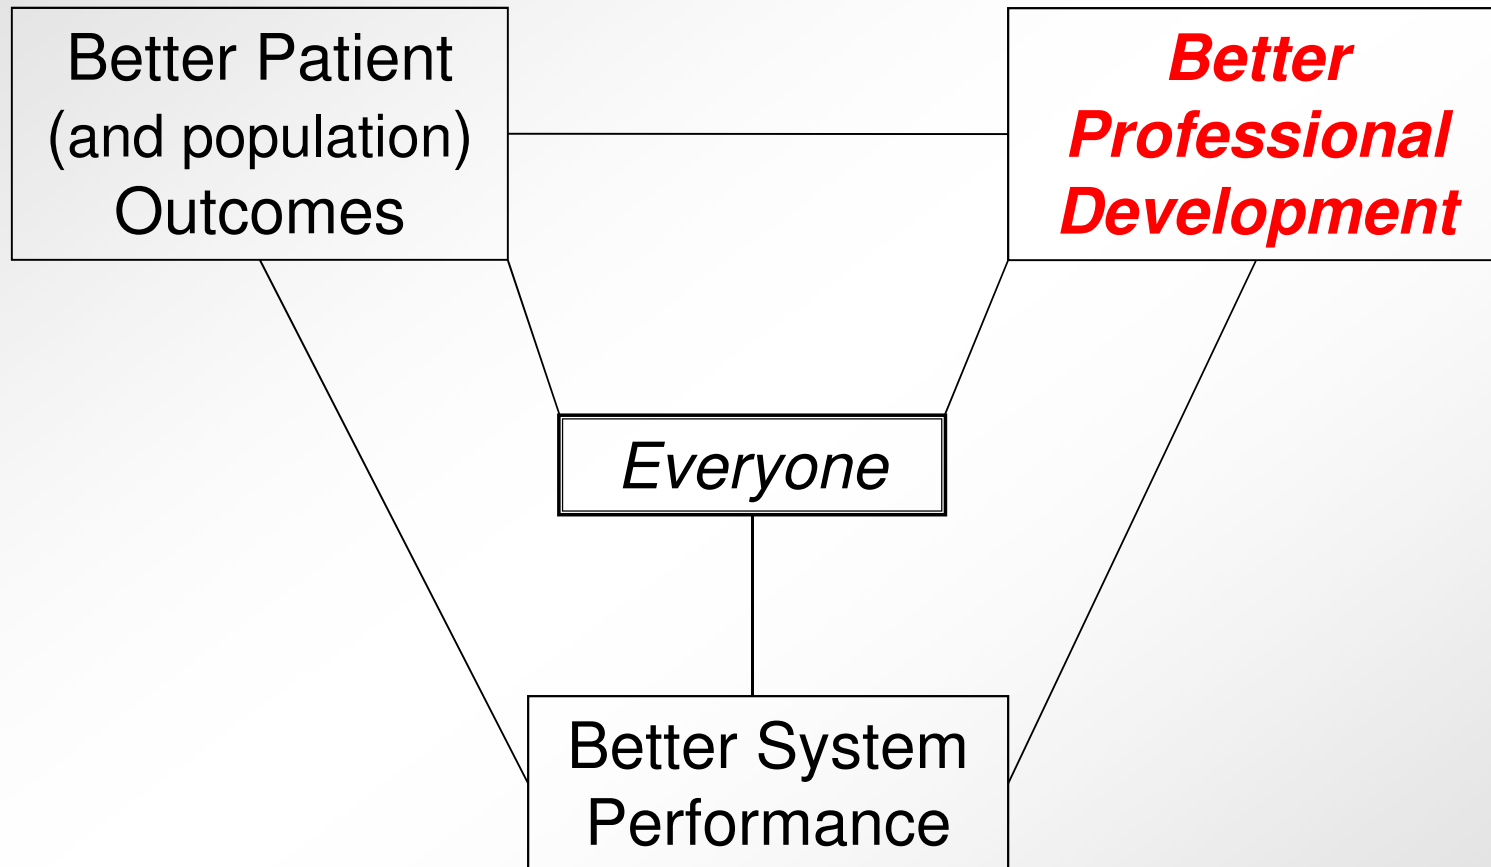 Better Patient
(and population)
Outcomes
Better
Professional
Development
Everyone
Better System
Performance